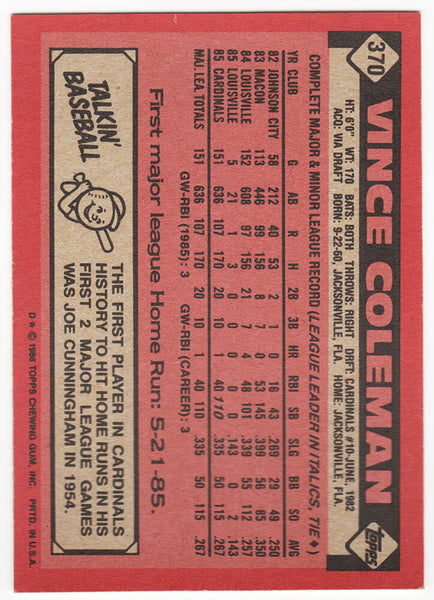 370 VINCE COLEMAN topps
HT: 6'0" WT: 170 BATS: BOTH THROWS: RIGHT DRFT: CARDINALS #10-JUNE, 1982
ACQ: VIA DRAFT BORN: 9-22-60, JACKSONVILLE, FLA. HOME: JACKSONVILLE, FLA.
COMPLETE MAJOR & MINOR LEAGUE RECORD (LEAGUE LEADER IN ITALICS, TIE ♦)
YR CLUB G AB R H 2B 3B HR RBI SB SLG BB SO AVG
82 JOHNSON CITY 58 212 40 53 2 1 0 16 .289 29 49 .250
83 MACON 113 446 99 156 8 7 0 53 145 .399 56 85 .350
84 LOUISVILLE 152 608 97 156 21 7 4 48 101 .334 55 112 .257
85 LOUISVILLE 5 21 1 3 0 0 0 0 0 .143 0 2 .143
85 CARDINALS 151 636 107 170 20 10 1 40 110 .335 50 115 .267
MAJ. LEA. TOTALS 151 636 107 170 20 10 1 40 110 .335 50 115 .267
GW-RBI (1985): 3 GW-RBI (CAREER): 3
First major league Home Run: 5-21-85.
TALKIN' BASEBALL
THE FIRST PLAYER IN CARDINALS
HISTORY TO HIT HOME RUNS IN HIS
FIRST 2 MAJOR LEAGUE GAMES
WAS JOE CUNNINGHAM IN 1954.
D * © 1986 TOPPS CHEWING GUM, INC. PRTD. IN U.S.A.